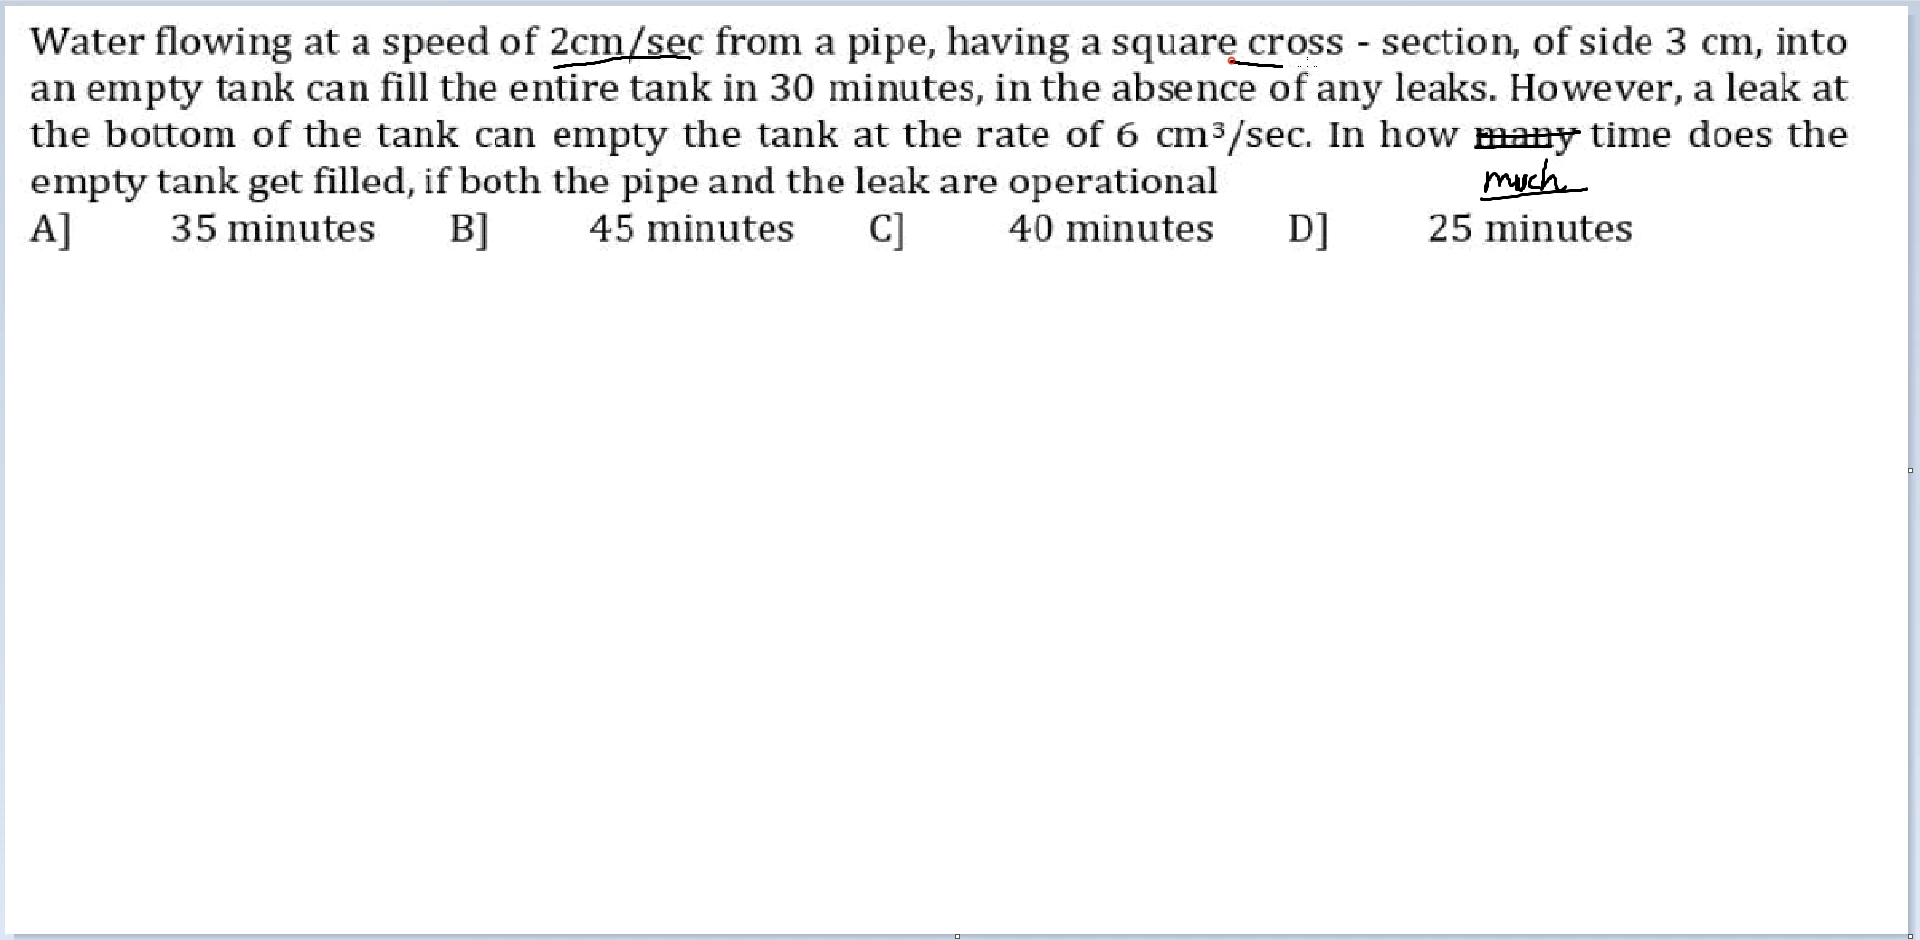 Water flowing at a speed of 2cm/sec from a pipe, having a square cross - section, of side 3 cm, into
an empty tank can fill the entire tank in 30 minutes, in the absence of any leaks. However, a leak at
the bottom of the tank can empty the tank at the rate of 6 cm³/sec. In how many time does the
much
empty tank get filled, if both the pipe and the leak are operational
A] 35 minutes B] 45 minutes C] 40 minutes D] 25 minutes